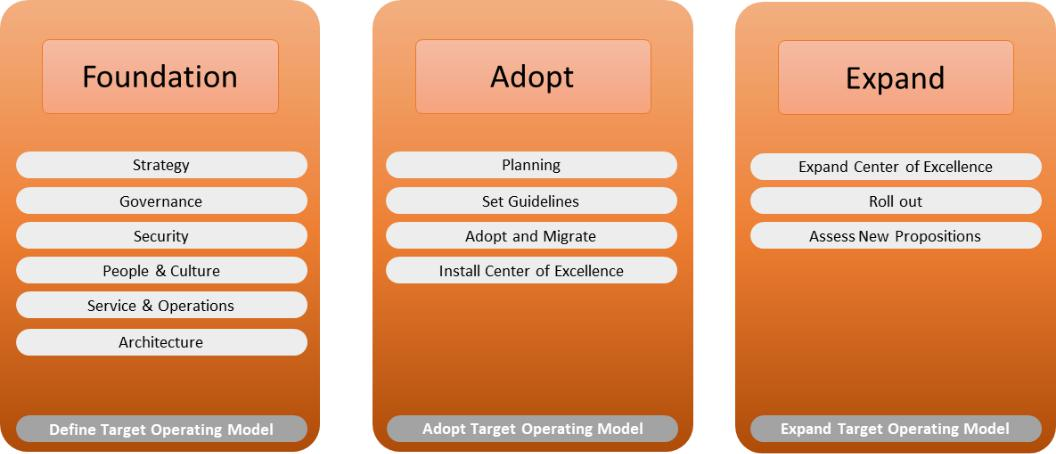 Foundation
Strategy
Governance
Security
People & Culture
Service & Operations
Architecture
Define Target Operating Model
Adopt
Planning
Set Guidelines
Adopt and Migrate
Install Center of Excellence
Adopt Target Operating Model
Expand
Expand Center of Excellence
Roll out
Assess New Propositions
Expand Target Operating Model